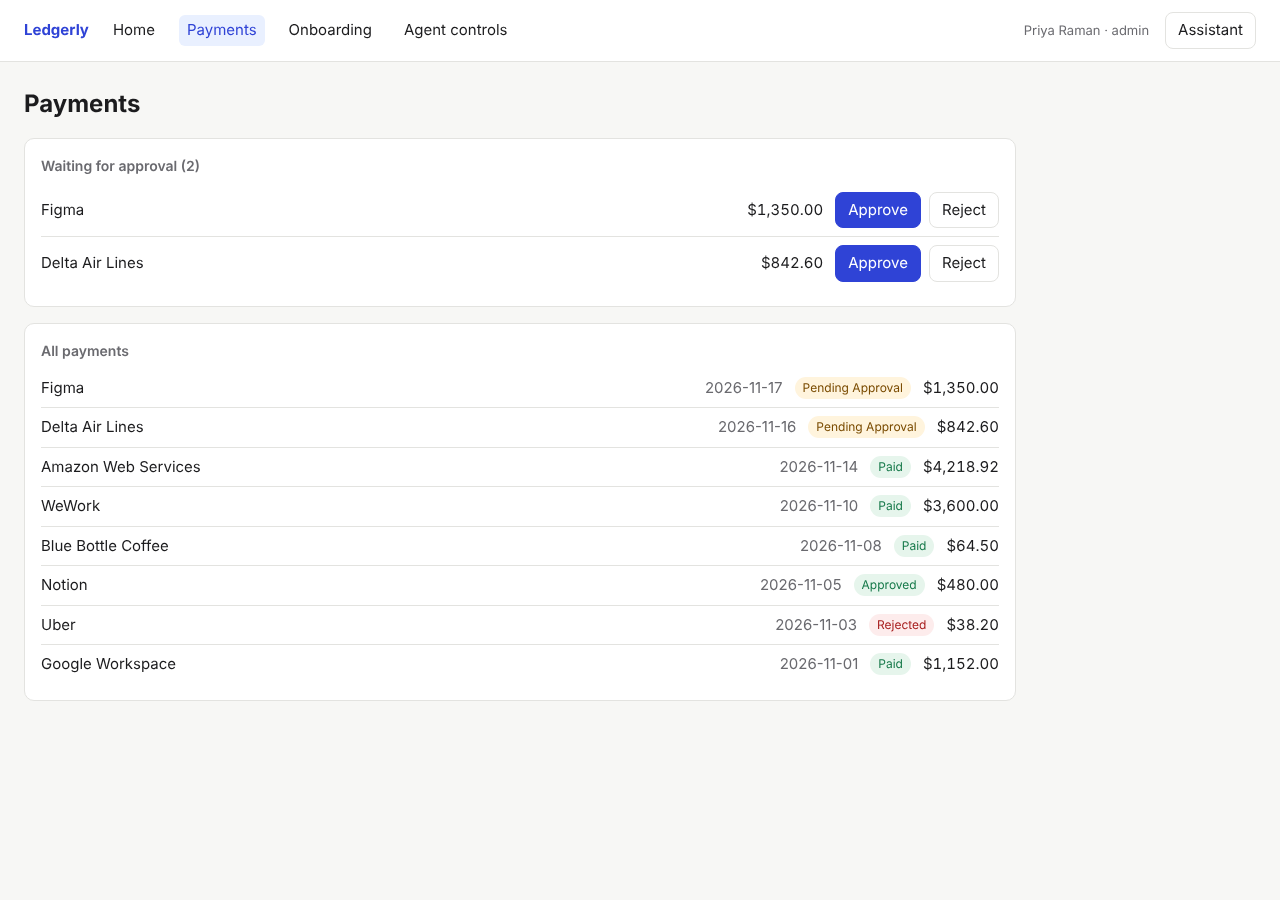 Ledgerly Home Payments Onboarding Agent controls Priya Raman · admin Assistant
Payments
Waiting for approval (2)
Figma $1,350.00 Approve Reject
Delta Air Lines $842.60 Approve Reject
All payments
Figma 2026-11-17 Pending Approval $1,350.00
Delta Air Lines 2026-11-16 Pending Approval $842.60
Amazon Web Services 2026-11-14 Paid $4,218.92
WeWork 2026-11-10 Paid $3,600.00
Blue Bottle Coffee 2026-11-08 Paid $64.50
Notion 2026-11-05 Approved $480.00
Uber 2026-11-03 Rejected $38.20
Google Workspace 2026-11-01 Paid $1,152.00